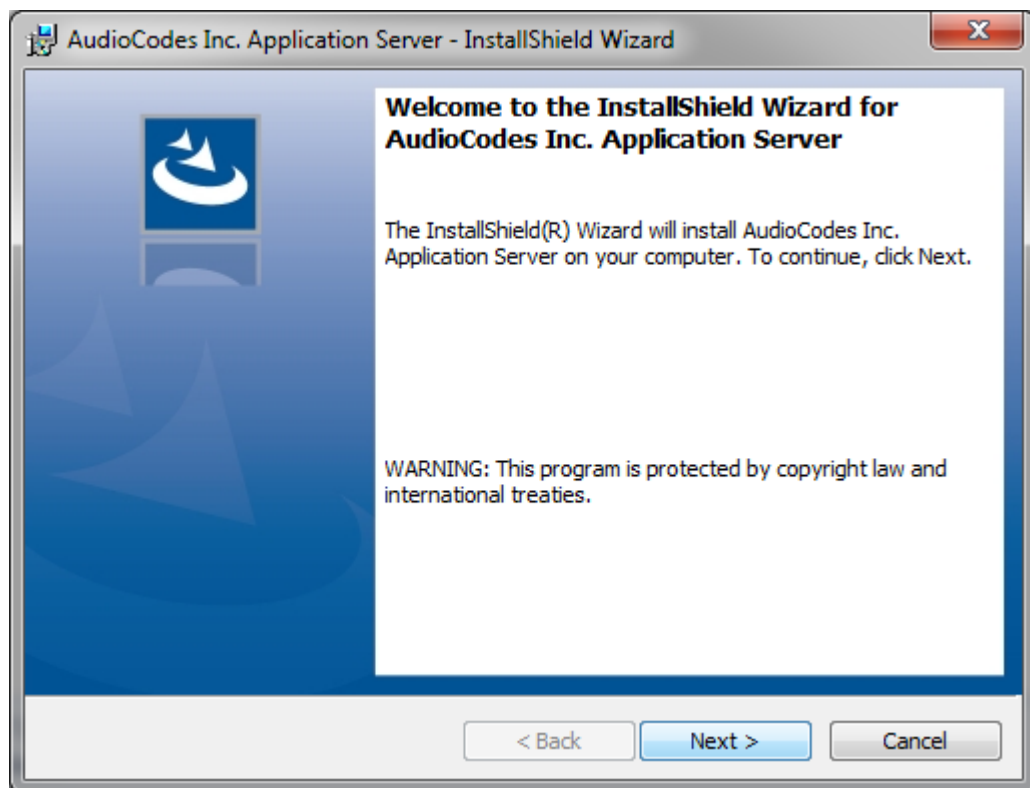 AudioCodes Inc. Application Server - InstallShield Wizard
Welcome to the InstallShield Wizard for
AudioCodes Inc. Application Server
The InstallShield(R) Wizard will install AudioCodes Inc.
Application Server on your computer. To continue, click Next.
WARNING: This program is protected by copyright law and
international treaties.
< Back
Next >
Cancel